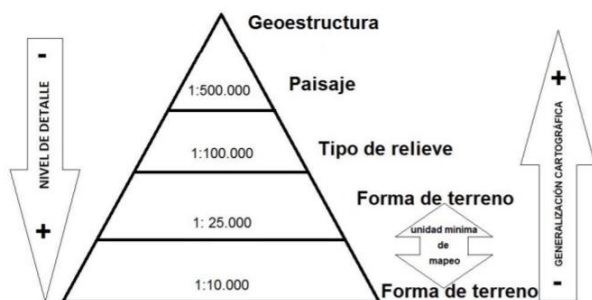 Geoestructura
-
NIVEL DE DETALLE
+
1:500.000
Paisaje
1:100.000
Tipo de relieve
Forma de terreno
1: 25.000
unidad minima
de
mapeo
1:10.000
Forma de terreno
+
GENERALIZACIÓN CARTOGRÁFICA
-